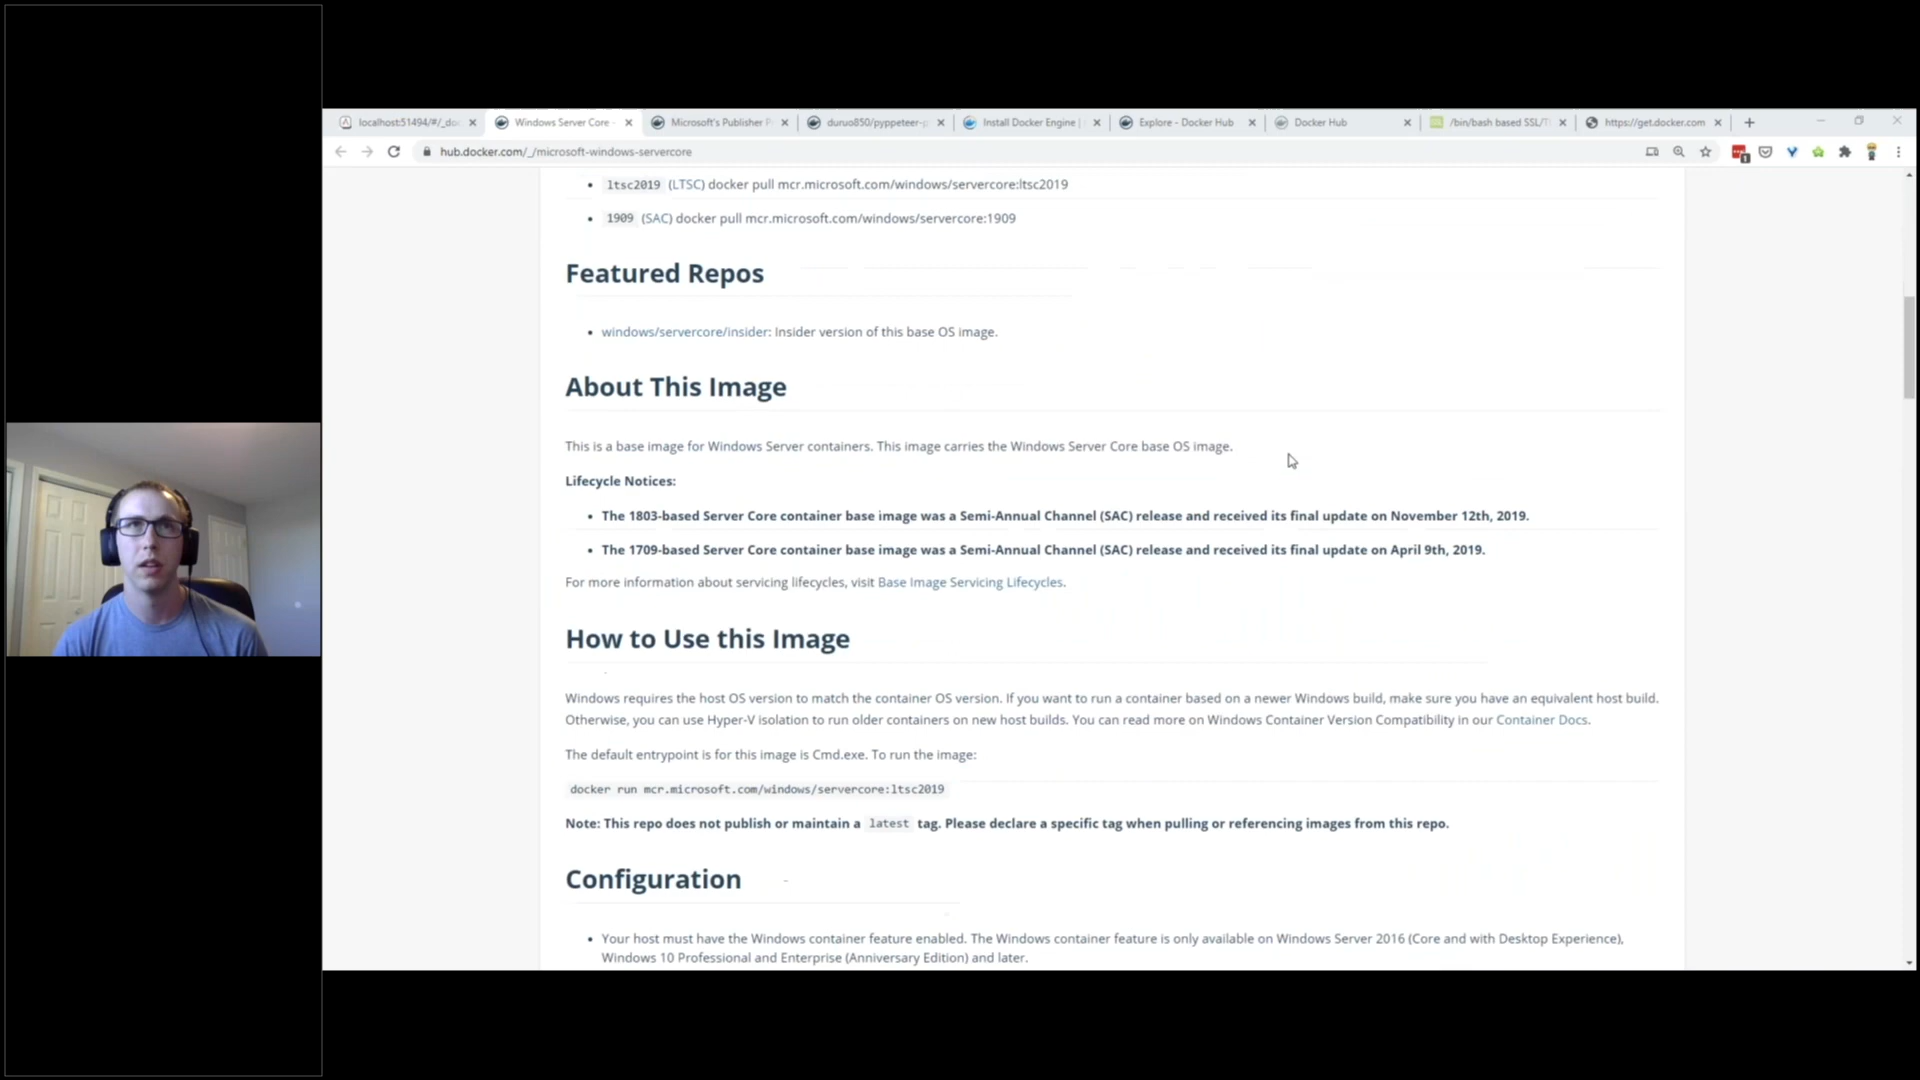 localhost:51494/#/_do
Windows Server Core -
Microsoft's Publisher P
duruo850/pyppeteer-p
Install Docker Engine |
Explore - Docker Hub
Docker Hub
/bin/bash based SSL/T
https://get.docker.com
hub.docker.com/_/microsoft-windows-servercore
• ltsc2019 (LTSC) docker pull mcr.microsoft.com/windows/servercore:ltsc2019
• 1909 (SAC) docker pull mcr.microsoft.com/windows/servercore:1909
Featured Repos
• windows/servercore/insider: Insider version of this base OS image.
About This Image
This is a base image for Windows Server containers. This image carries the Windows Server Core base OS image.
Lifecycle Notices:
• The 1803-based Server Core container base image was a Semi-Annual Channel (SAC) release and received its final update on November 12th, 2019.
• The 1709-based Server Core container base image was a Semi-Annual Channel (SAC) release and received its final update on April 9th, 2019.
For more information about servicing lifecycles, visit Base Image Servicing Lifecycles.
How to Use this Image
Windows requires the host OS version to match the container OS version. If you want to run a container based on a newer Windows build, make sure you have an equivalent host build.
Otherwise, you can use Hyper-V isolation to run older containers on new host builds. You can read more on Windows Container Version Compatibility in our Container Docs.
The default entrypoint is for this image is Cmd.exe. To run the image:
docker run mcr.microsoft.com/windows/servercore:ltsc2019
Note: This repo does not publish or maintain a latest tag. Please declare a specific tag when pulling or referencing images from this repo.
Configuration
• Your host must have the Windows container feature enabled. The Windows container feature is only available on Windows Server 2016 (Core and with Desktop Experience),
Windows 10 Professional and Enterprise (Anniversary Edition) and later.